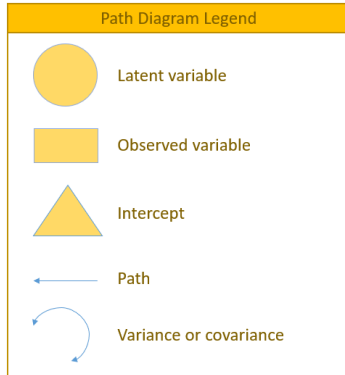 Path Diagram Legend
Latent variable
Observed variable
Intercept
Path
Variance or covariance